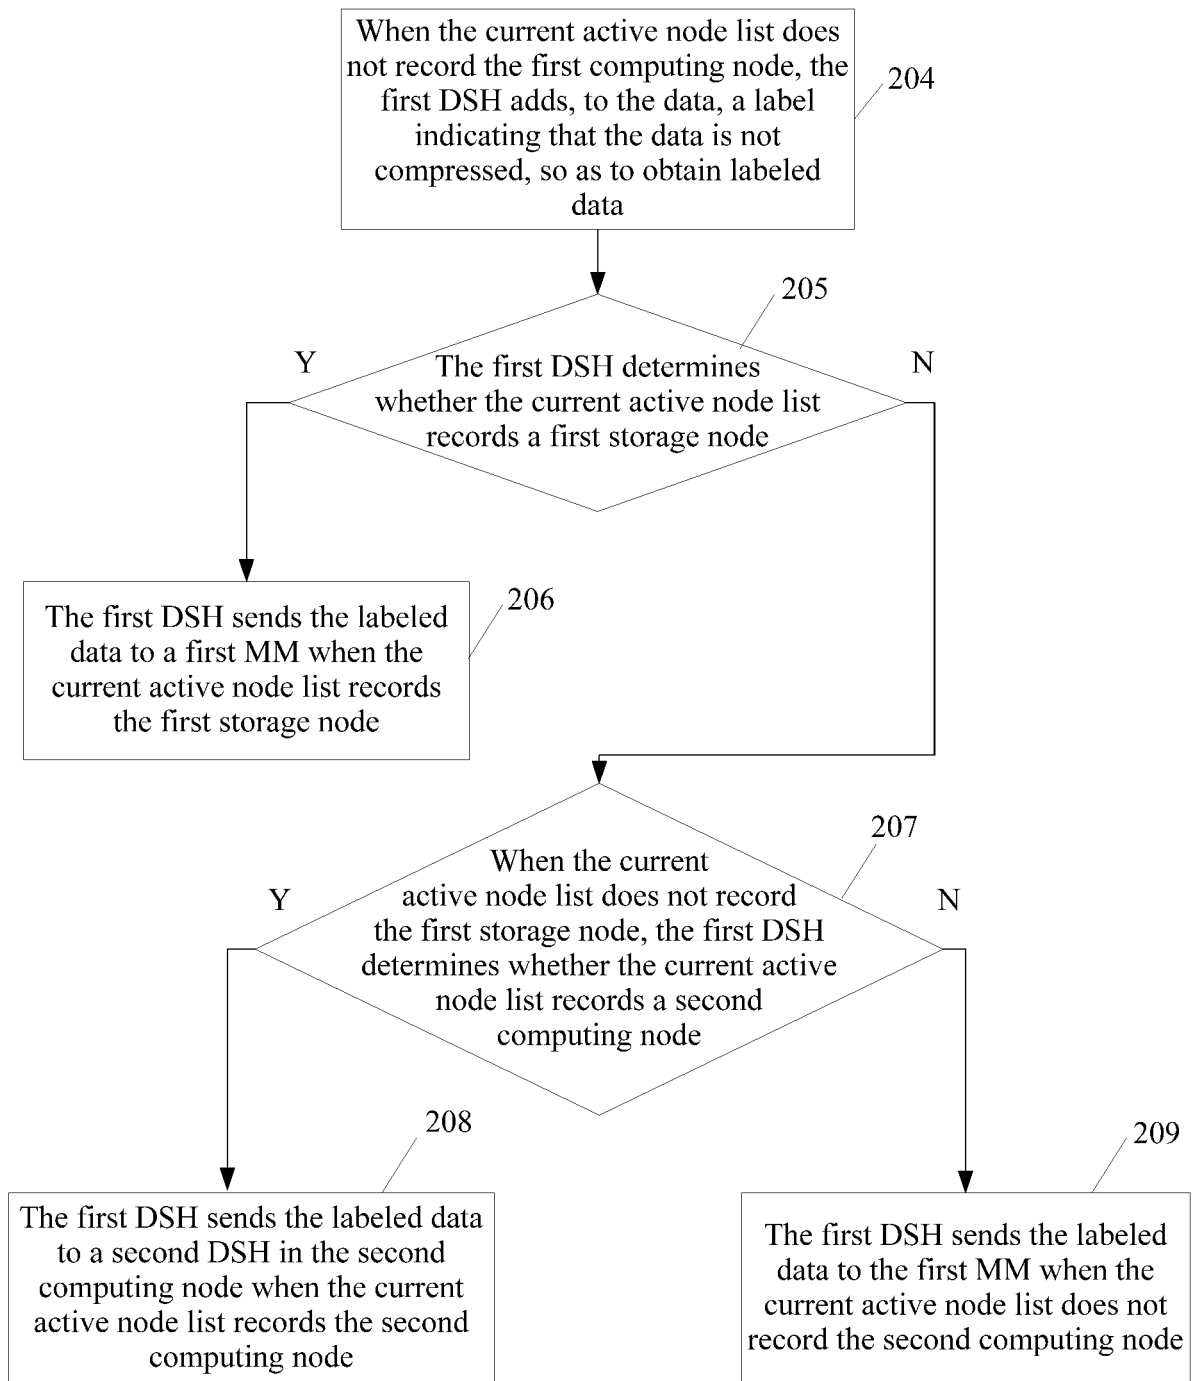 When the current active node list does
not record the first computing node, the
first DSH adds, to the data, a label
indicating that the data is not
compressed, so as to obtain labeled
data
204
205
Y
N
The first DSH determines
whether the current active node list
records a first storage node
206
The first DSH sends the labeled
data to a first MM when the
current active node list records
the first storage node
207
Y
N
When the current
active node list does not record
the first storage node, the first DSH
determines whether the current active
node list records a second
computing node
208
The first DSH sends the labeled data
to a second DSH in the second
computing node when the current
active node list records the second
computing node
209
The first DSH sends the labeled
data to the first MM when the
current active node list does not
record the second computing node